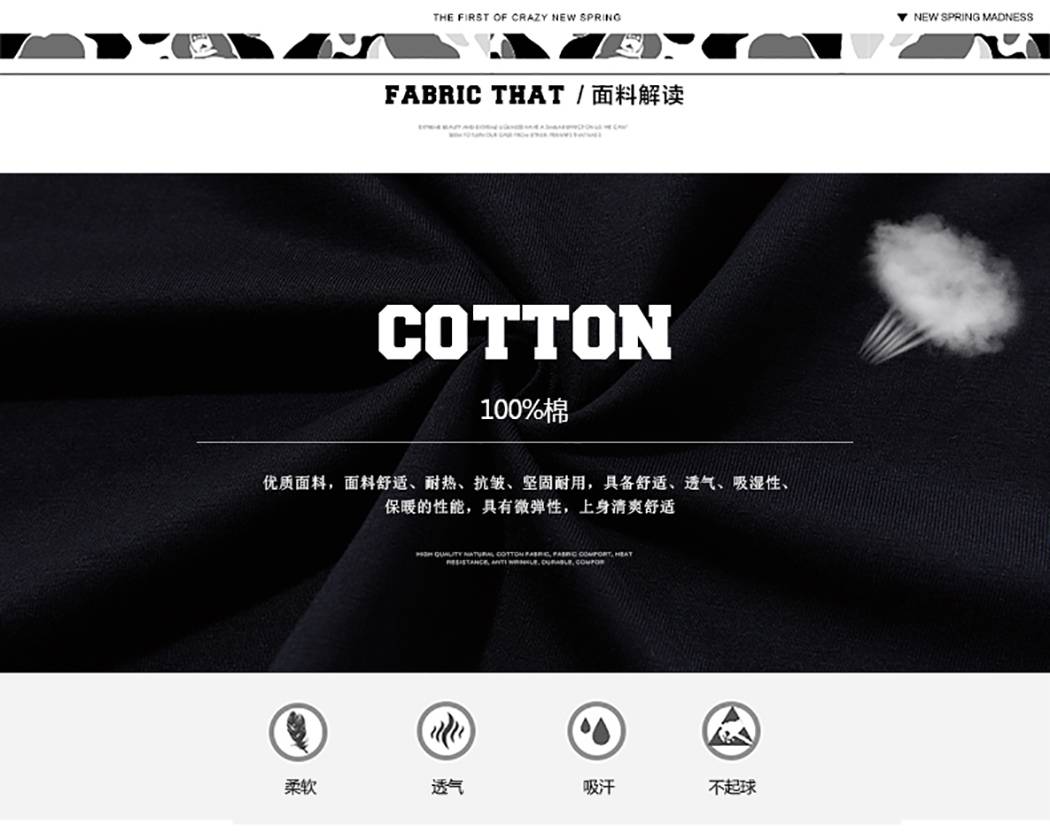 THE FIRST OF CRAZY NEW SPRING
▼ NEW SPRING MADNESS
FABRIC THAT / 面料解读
COTTON
100%棉
优质面料，面料舒适、耐热、抗皱、坚固耐用，具备舒适、透气、吸湿性、
保暖的性能，具有微弹性，上身清爽舒适
HIGH QUALITY NATURAL COTTON FABRIC, FABRIC COMFORT, HEAT
RESISTANCE, ANTI WRINKLE, DURABLE, COMFOR
柔软
透气
吸汗
不起球